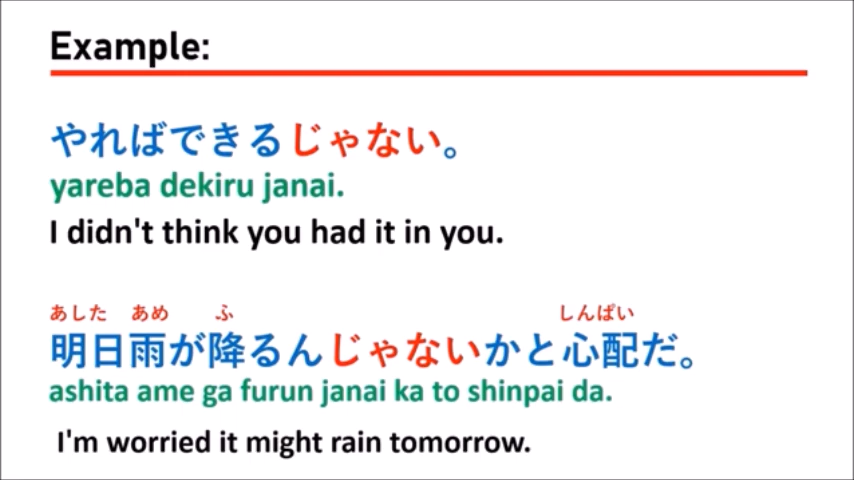 Example:
やればできるじゃない。
yareba dekiru janai.
I didn't think you had it in you.
あした あめ ふ しんぱい
明日雨が降るんじゃないかと心配だ。
ashita ame ga furun janai ka to shinpai da.
I'm worried it might rain tomorrow.